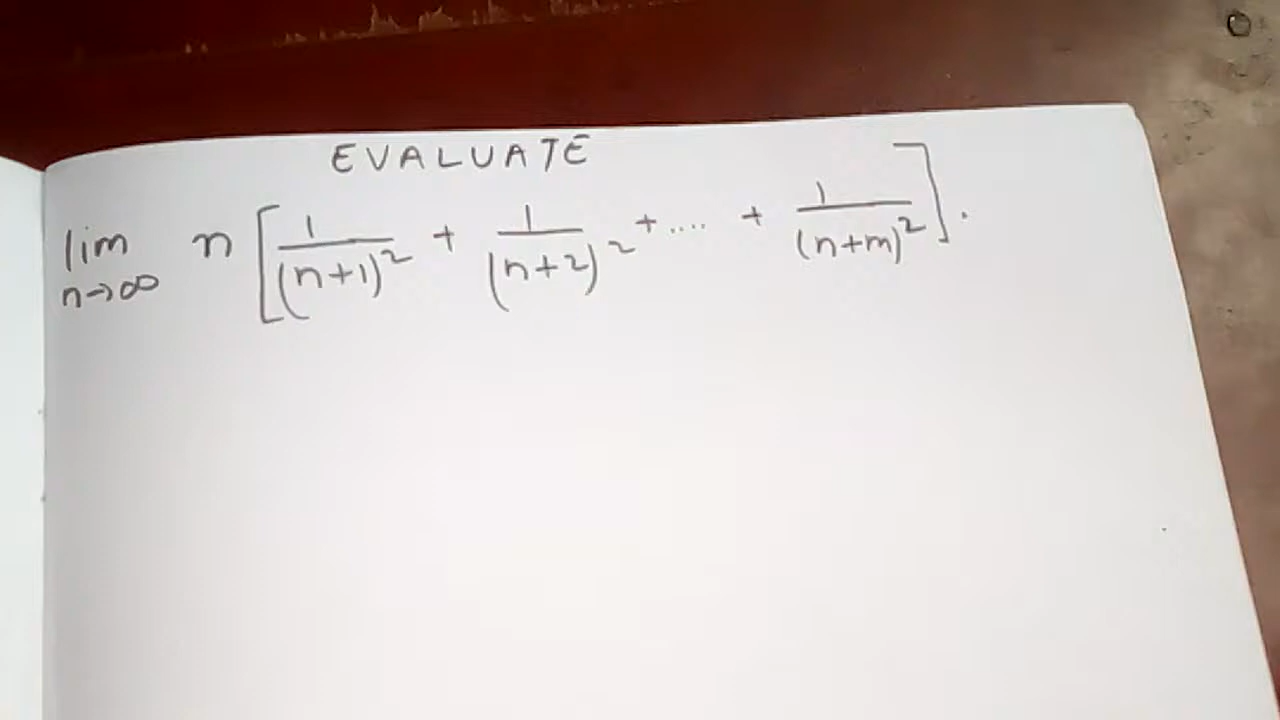 EVALUATE
lim n→∞ n [ 1/(n+1)² + 1/(n+2)² + .... + 1/(n+m)² ].